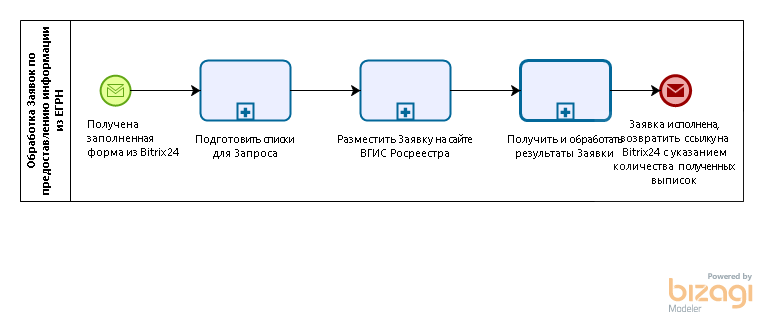 Обработка Заявок по
предоставлению информации
из ЕГРН
Получена
заполненная
форма из Bitrix24
Подготовить списки
для Запроса
Разместить Заявку на сайте
ВГИС Росреестра
Получить и обработать
результаты Заявки
Заявка исполнена,
возвратить ссылку на
Bitrix24 с указанием
количества полученных
выписок
Powered by
bizagi
Modeler